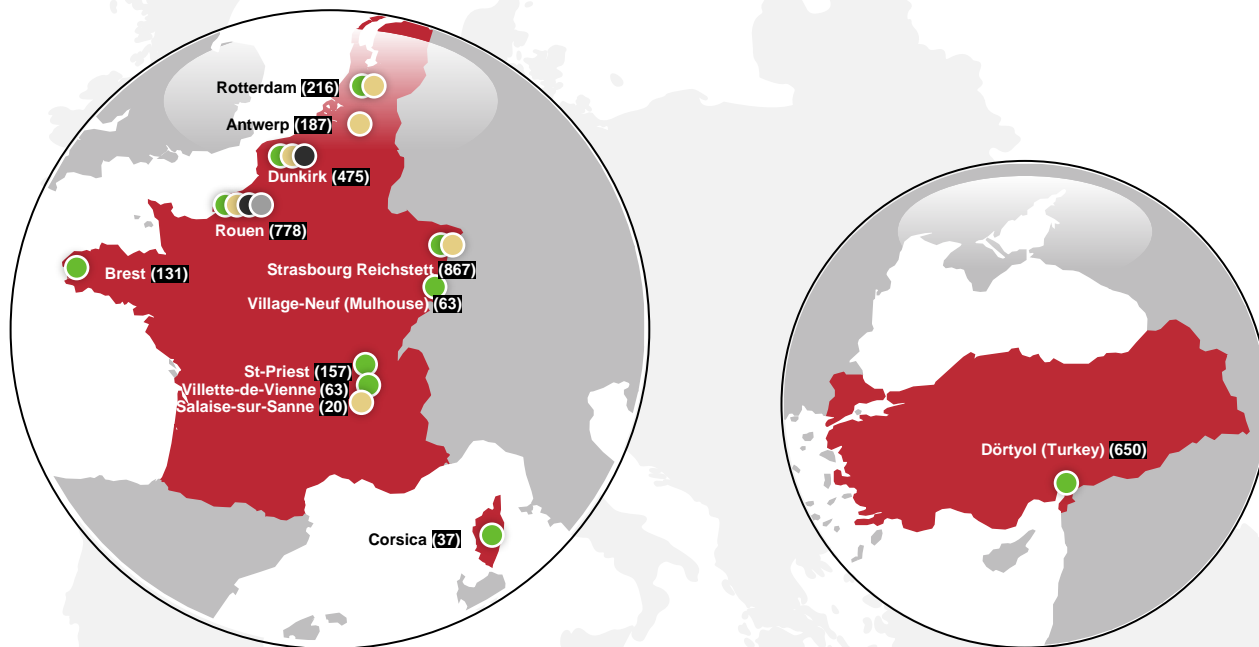 Rotterdam (216)
Antwerp (187)
Dunkirk (475)
Rouen (778)
Brest (131)
Strasbourg Reichstett (867)
Village-Neuf (Mulhouse) (63)
St-Priest (157)
Villette-de-Vienne (63)
Salaise-sur-Sanne (20)
Corsica (37)
Dörtyol (Turkey) (650)